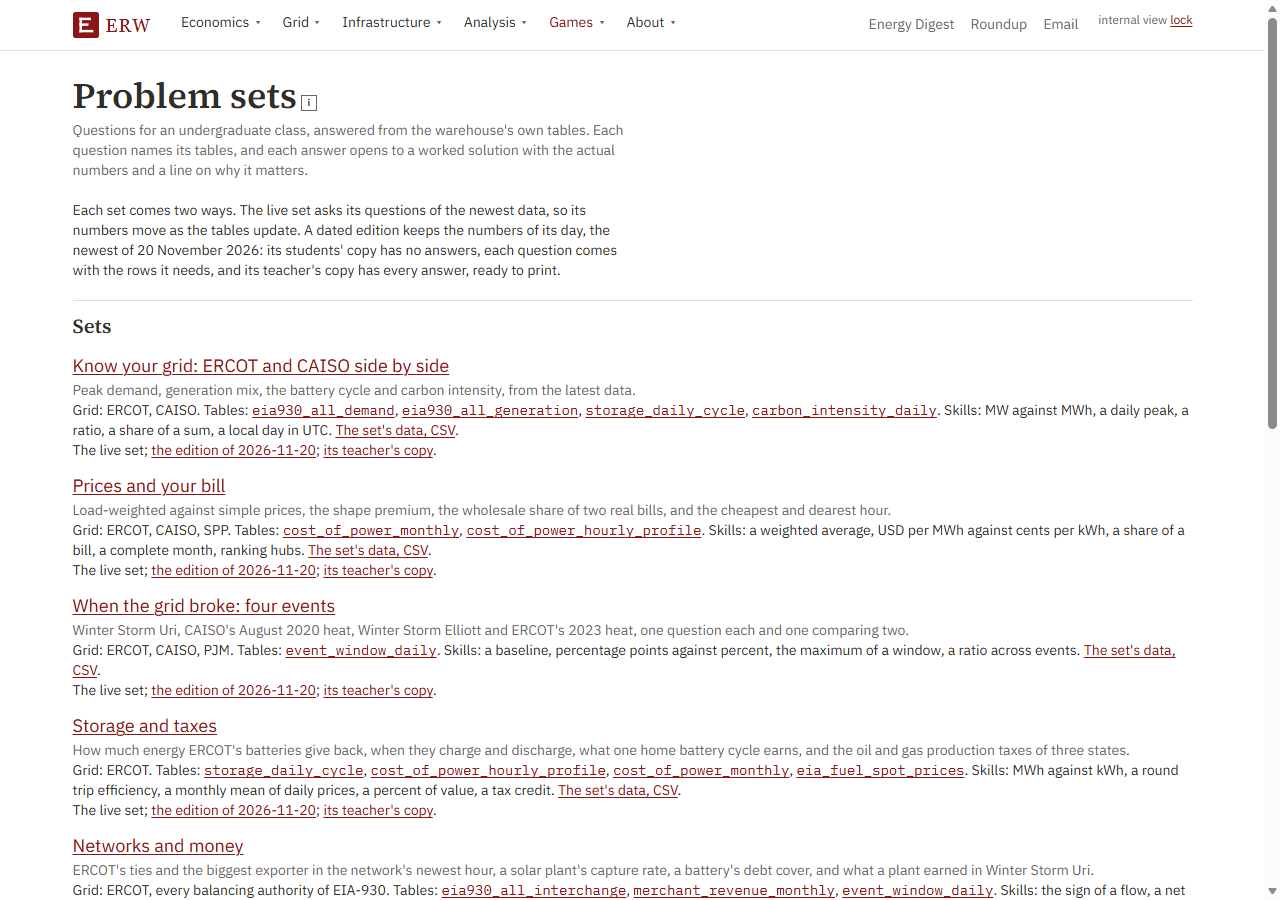 E ERW Economics ▾ Grid ▾ Infrastructure ▾ Analysis ▾ Games ▾ About ▾ Energy Digest Roundup Email internal view lock
Problem sets i
Questions for an undergraduate class, answered from the warehouse's own tables. Each
question names its tables, and each answer opens to a worked solution with the actual
numbers and a line on why it matters.
Each set comes two ways. The live set asks its questions of the newest data, so its
numbers move as the tables update. A dated edition keeps the numbers of its day, the
newest of 20 November 2026: its students' copy has no answers, each question comes
with the rows it needs, and its teacher's copy has every answer, ready to print.
Sets
Know your grid: ERCOT and CAISO side by side
Peak demand, generation mix, the battery cycle and carbon intensity, from the latest data.
Grid: ERCOT, CAISO. Tables: eia930_all_demand, eia930_all_generation, storage_daily_cycle, carbon_intensity_daily. Skills: MW against MWh, a daily peak, a
ratio, a share of a sum, a local day in UTC. The set's data, CSV.
The live set; the edition of 2026-11-20; its teacher's copy.
Prices and your bill
Load-weighted against simple prices, the shape premium, the wholesale share of two real bills, and the cheapest and dearest hour.
Grid: ERCOT, CAISO, SPP. Tables: cost_of_power_monthly, cost_of_power_hourly_profile. Skills: a weighted average, USD per MWh against cents per kWh, a share of a
bill, a complete month, ranking hubs. The set's data, CSV.
The live set; the edition of 2026-11-20; its teacher's copy.
When the grid broke: four events
Winter Storm Uri, CAISO's August 2020 heat, Winter Storm Elliott and ERCOT's 2023 heat, one question each and one comparing two.
Grid: ERCOT, CAISO, PJM. Tables: event_window_daily. Skills: a baseline, percentage points against percent, the maximum of a window, a ratio across events. The set's data,
CSV.
The live set; the edition of 2026-11-20; its teacher's copy.
Storage and taxes
How much energy ERCOT's batteries give back, when they charge and discharge, what one home battery cycle earns, and the oil and gas production taxes of three states.
Grid: ERCOT. Tables: storage_daily_cycle, cost_of_power_hourly_profile, cost_of_power_monthly, eia_fuel_spot_prices. Skills: MWh against kWh, a round
trip efficiency, a monthly mean of daily prices, a percent of value, a tax credit. The set's data, CSV.
The live set; the edition of 2026-11-20; its teacher's copy.
Networks and money
ERCOT's ties and the biggest exporter in the network's newest hour, a solar plant's capture rate, a battery's debt cover, and what a plant earned in Winter Storm Uri.
Grid: ERCOT, every balancing authority of EIA-930. Tables: eia930_all_interchange, merchant_revenue_monthly, event_window_daily. Skills: the sign of a flow, a net